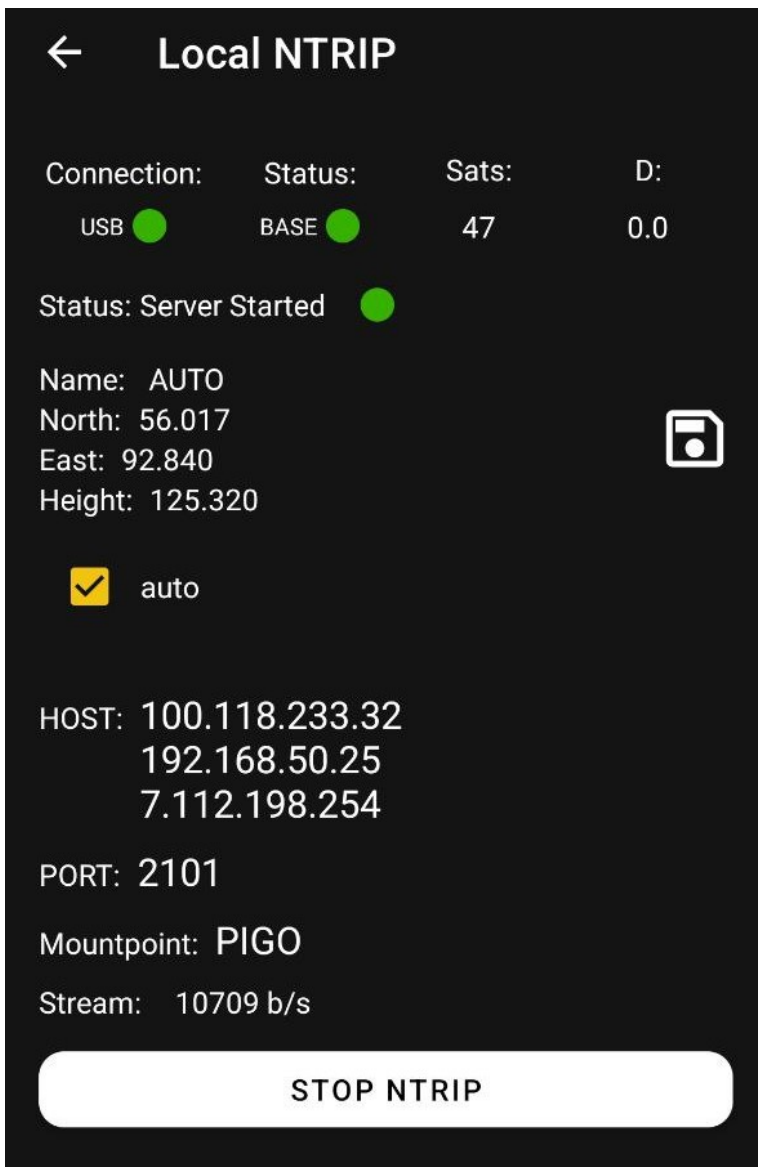 Local NTRIP
Connection: Status: Sats: D:
USB BASE 47 0.0
Status: Server Started
Name: AUTO
North: 56.017
East: 92.840
Height: 125.320
auto
HOST: 100.118.233.32
192.168.50.25
7.112.198.254
PORT: 2101
Mountpoint: PIGO
Stream: 10709 b/s
STOP NTRIP